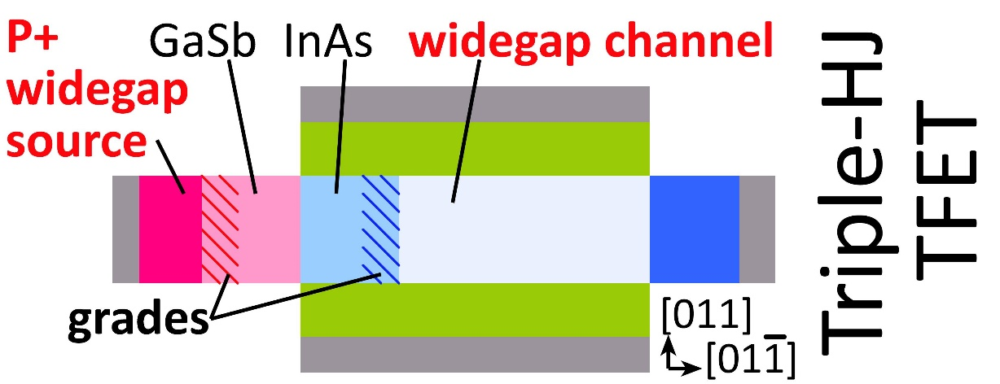 P+
widegap
source
GaSb
InAs
widegap channel
grades
[011]
[011̅]
Triple-HJ
TFET